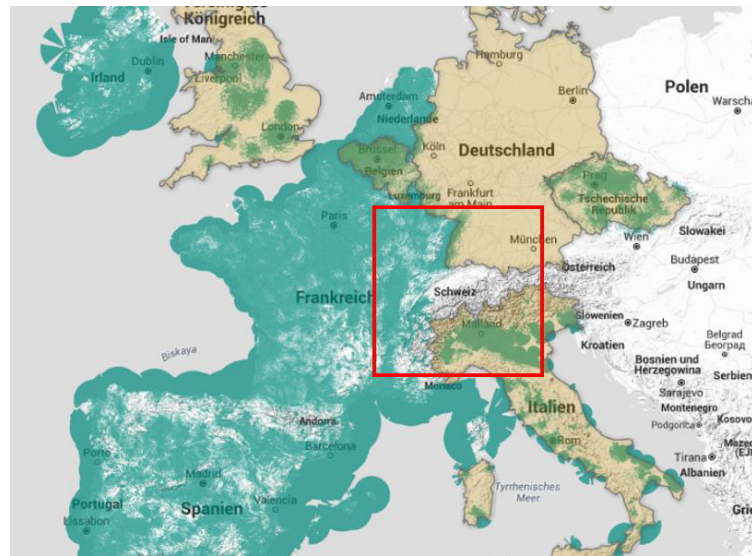 Königreich
Isle of Man
Dublin
Irland
Manchester
Liverpool
London
Hamburg
Berlin
Polen
Warscha
Amsterdam
Niederlande
Köln
Deutschland
Brüssel
Belgien
Luxemburg
Frankfurt
am Main
Prag
Tschechische
Republik
Paris
München
Wien
Slowakei
Budapest
Ungarn
Österreich
Schweiz
Frankreich
Mailand
Slowenien
Zagreb
Kroatien
Belgrad
Београд
Bosnien und
Herzegowina
Serbien
Sarajevo
Biskaya
Monaco
Montenegro
Kosovo
Podgorica
Italien
Rom
Andorra
Barcelona
Porto
Madrid
Tirana
Albanien
Tyrrhenisches
Meer
Portugal
Spanien
Valencia
Lissabon